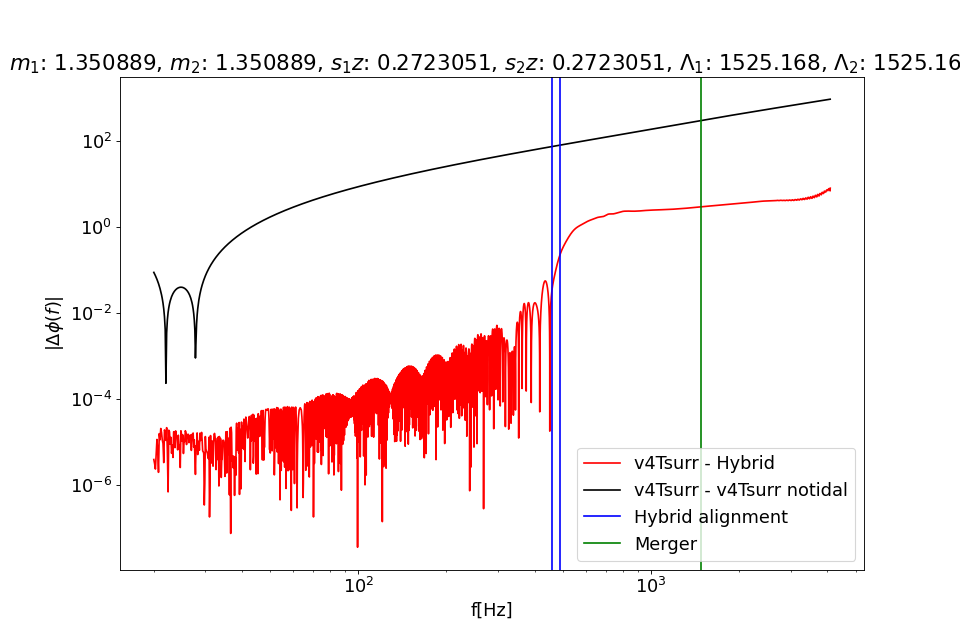 m₁: 1.350889, m₂: 1.350889, s₁z: 0.2723051, s₂z: 0.2723051, Λ₁: 1525.168, Λ₂: 1525.16
10²
10⁰
10⁻²
10⁻⁴
10⁻⁶
|Δϕ(f)|
v4Tsurr - Hybrid
v4Tsurr - v4Tsurr notidal
Hybrid alignment
Merger
10²
10³
f[Hz]